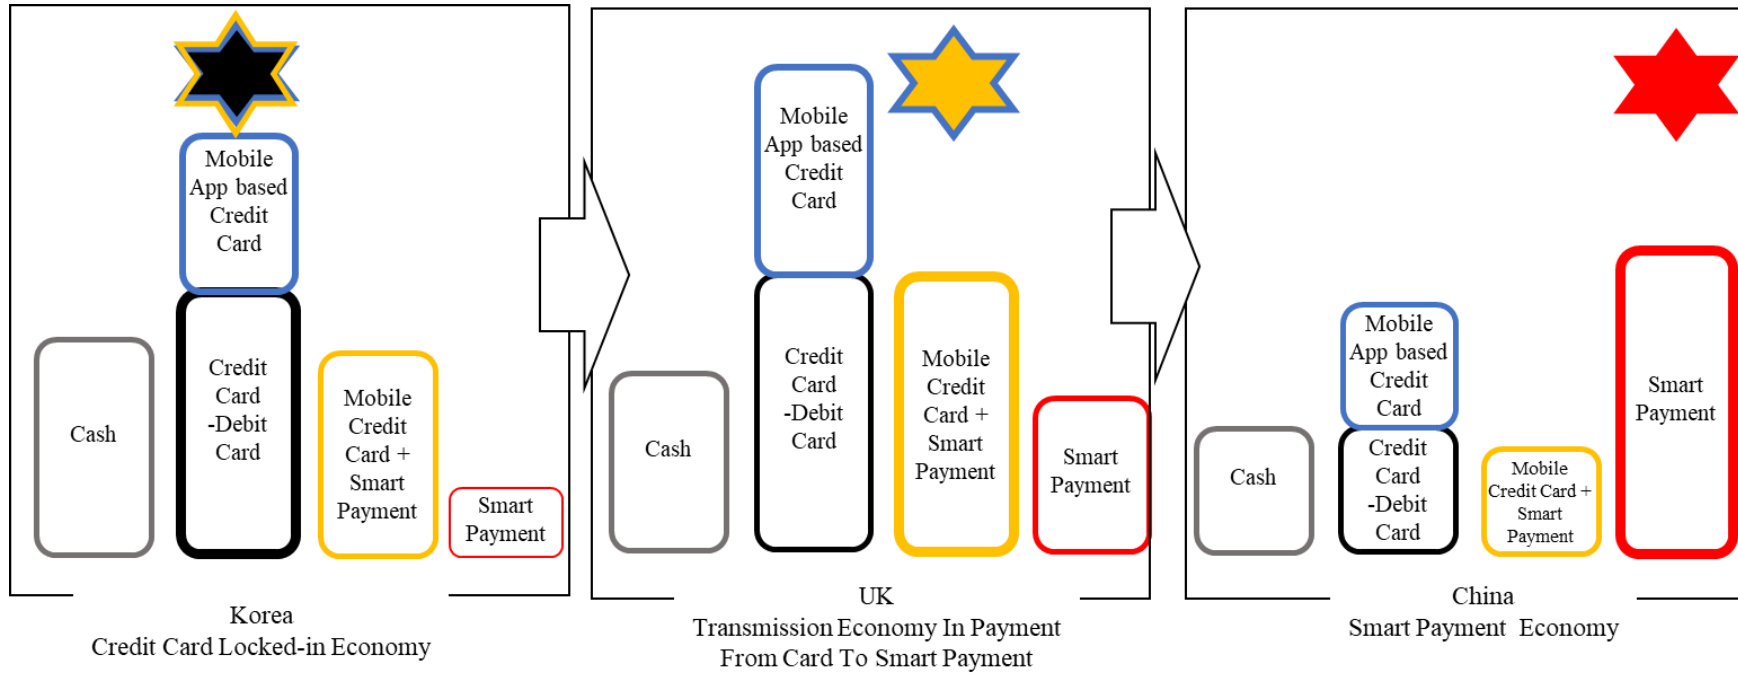 Mobile
App based
Credit
Card
Cash
Credit
Card
-Debit
Card
Mobile
Credit
Card +
Smart
Payment
Smart
Payment
Korea
Credit Card Locked-in Economy
Mobile
App based
Credit
Card
Cash
Credit
Card
-Debit
Card
Mobile
Credit
Card +
Smart
Payment
Smart
Payment
UK
Transmission Economy In Payment
From Card To Smart Payment
Mobile
App based
Credit
Card
Cash
Credit
Card
-Debit
Card
Mobile
Credit Card +
Smart
Payment
Smart
Payment
China
Smart Payment Economy